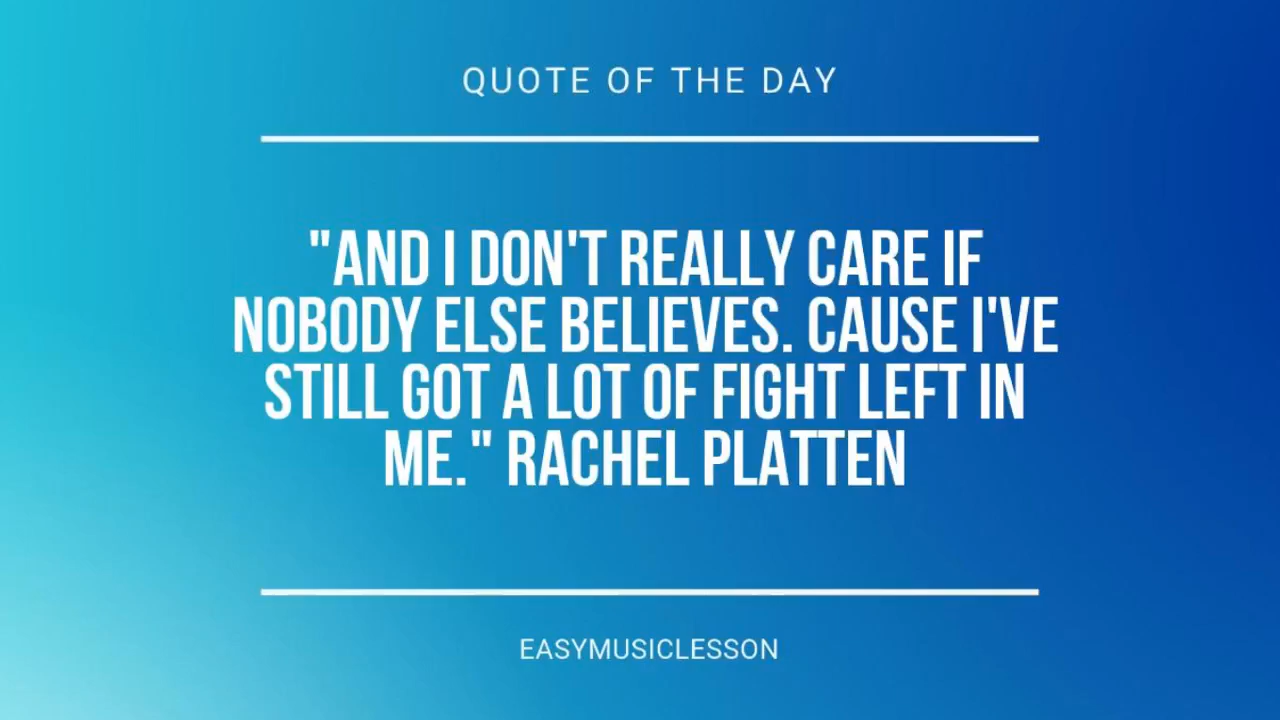 QUOTE OF THE DAY
"AND I DON'T REALLY CARE IF
NOBODY ELSE BELIEVES. CAUSE I'VE
STILL GOT A LOT OF FIGHT LEFT IN
ME." RACHEL PLATTEN
EASYMUSICLESSON